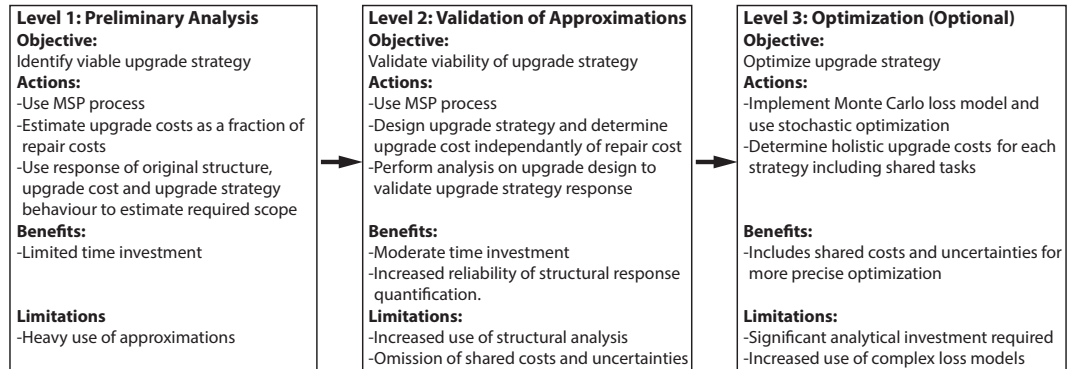 Level 1: Preliminary Analysis
Objective:
Identify viable upgrade strategy
Actions:
-Use MSP process
-Estimate upgrade costs as a fraction of
repair costs
-Use response of original structure,
upgrade cost and upgrade strategy
behaviour to estimate required scope
Benefits:
-Limited time investment
Limitations
-Heavy use of approximations
Level 2: Validation of Approximations
Objective:
Validate viability of upgrade strategy
Actions:
-Use MSP process
-Design upgrade strategy and determine
upgrade cost independantly of repair cost
-Perform analysis on upgrade design to
validate upgrade strategy response
Benefits:
-Moderate time investment
-Increased reliability of structural response
quantification.
Limitations:
-Increased use of structural analysis
-Omission of shared costs and uncertainties
Level 3: Optimization (Optional)
Objective:
Optimize upgrade strategy
Actions:
-Implement Monte Carlo loss model and
use stochastic optimization
-Determine holistic upgrade costs for each
strategy including shared tasks
Benefits:
-Includes shared costs and uncertainties for
more precise optimization
Limitations:
-Significant analytical investment required
-Increased use of complex loss models